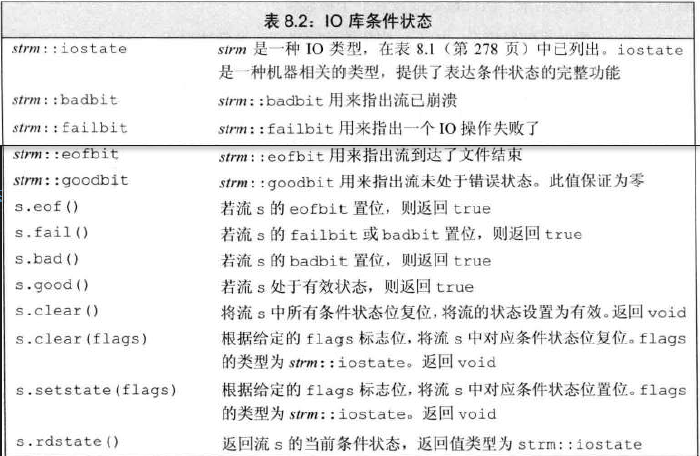 表 8.2：IO 库条件状态
strm::iostate strm 是一种 IO 类型，在表 8.1（第 278 页）中已列出。iostate
是一种机器相关的类型，提供了表达条件状态的完整功能
strm::badbit strm::badbit 用来指出流已崩溃
strm::failbit strm::failbit 用来指出一个 IO 操作失败了
strm::eofbit strm::eofbit 用来指出流到达了文件结束
strm::goodbit strm::goodbit 用来指出流未处于错误状态。此值保证为零
s.eof() 若流 s 的 eofbit 置位，则返回 true
s.fail() 若流 s 的 failbit 或 badbit 置位，则返回 true
s.bad() 若流 s 的 badbit 置位，则返回 true
s.good() 若流 s 处于有效状态，则返回 true
s.clear() 将流 s 中所有条件状态位复位，将流的状态设置为有效。返回 void
s.clear(flags) 根据给定的 flags 标志位，将流 s 中对应条件状态位复位。flags
的类型为 strm::iostate。返回 void
s.setstate(flags) 根据给定的 flags 标志位，将流 s 中对应条件状态位置位。flags
的类型为 strm::iostate。返回 void
s.rdstate() 返回流 s 的当前条件状态，返回值类型为 strm::iostate